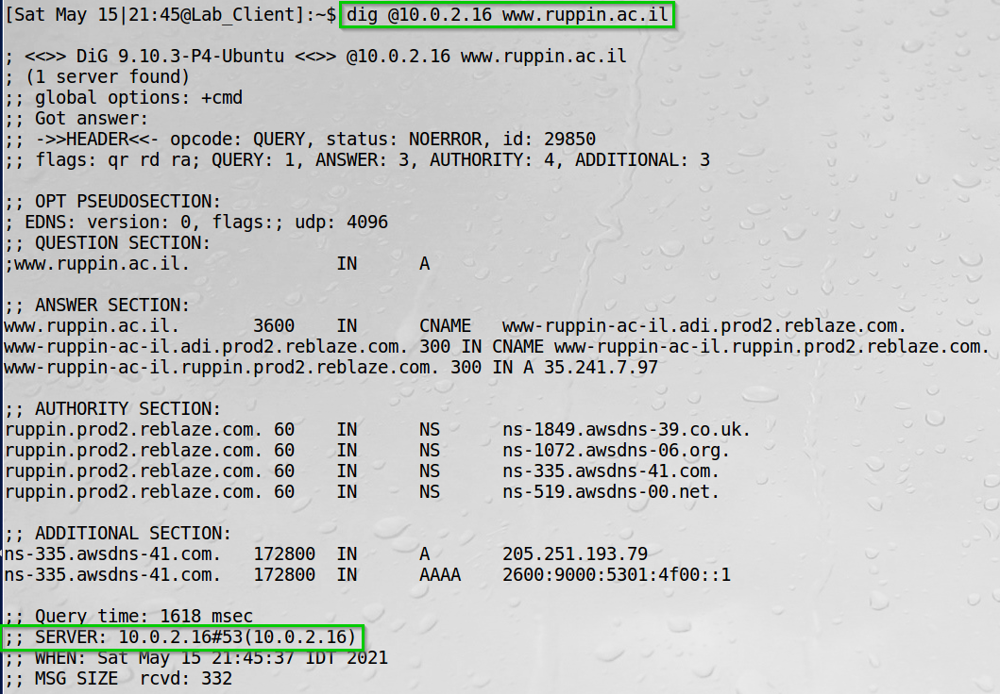 [Sat May 15|21:45@Lab_Client]:~$ dig @10.0.2.16 www.ruppin.ac.il
; <<>> DiG 9.10.3-P4-Ubuntu <<>> @10.0.2.16 www.ruppin.ac.il
; (1 server found)
;; global options: +cmd
;; Got answer:
;; ->>HEADER<<- opcode: QUERY, status: NOERROR, id: 29850
;; flags: qr rd ra; QUERY: 1, ANSWER: 3, AUTHORITY: 4, ADDITIONAL: 3
;; OPT PSEUDOSECTION:
; EDNS: version: 0, flags:; udp: 4096
;; QUESTION SECTION:
;www.ruppin.ac.il. IN A
;; ANSWER SECTION:
www.ruppin.ac.il. 3600 IN CNAME www-ruppin-ac-il.adi.prod2.reblaze.com.
www-ruppin-ac-il.adi.prod2.reblaze.com. 300 IN CNAME www-ruppin-ac-il.ruppin.prod2.reblaze.com.
www-ruppin-ac-il.ruppin.prod2.reblaze.com. 300 IN A 35.241.7.97
;; AUTHORITY SECTION:
ruppin.prod2.reblaze.com. 60 IN NS ns-1849.awsdns-39.co.uk.
ruppin.prod2.reblaze.com. 60 IN NS ns-1072.awsdns-06.org.
ruppin.prod2.reblaze.com. 60 IN NS ns-335.awsdns-41.com.
ruppin.prod2.reblaze.com. 60 IN NS ns-519.awsdns-00.net.
;; ADDITIONAL SECTION:
ns-335.awsdns-41.com. 172800 IN A 205.251.193.79
ns-335.awsdns-41.com. 172800 IN AAAA 2600:9000:5301:4f00::1
;; Query time: 1618 msec
;; SERVER: 10.0.2.16#53(10.0.2.16)
;; WHEN: Sat May 15 21:45:37 IDT 2021
;; MSG SIZE rcvd: 332